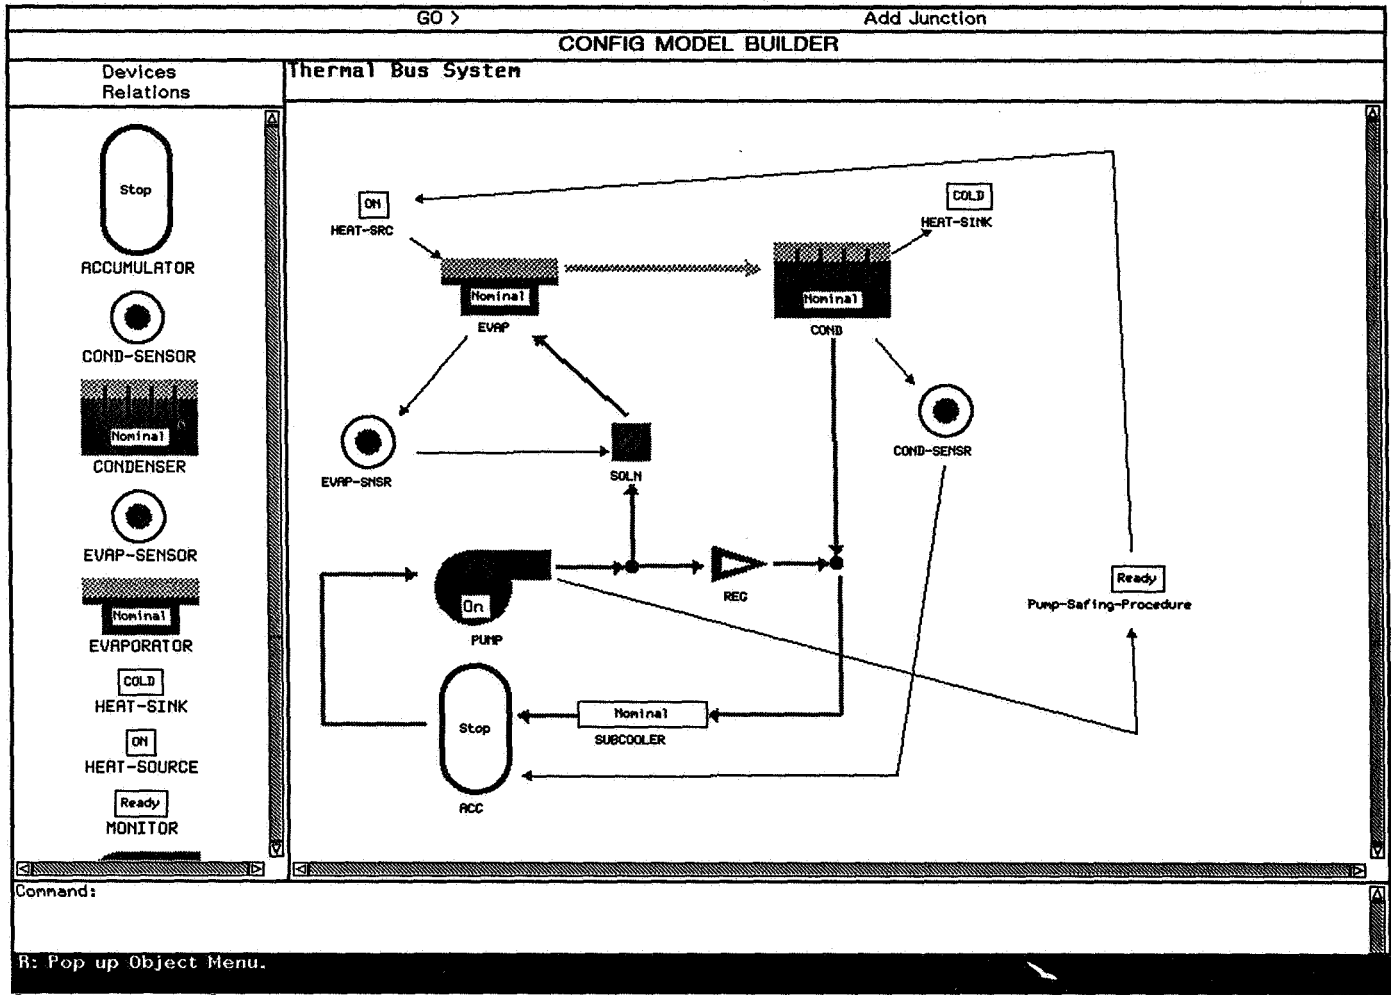 GO >
Add Junction
CONFIG MODEL BUILDER
Devices
Relations
Thermal Bus System
Stop
ACCUMULATOR
COND-SENSOR
Nominal
CONDENSER
EVAP-SENSOR
Nominal
EVAPORATOR
COLD
HEAT-SINK
ON
HEAT-SOURCE
Ready
MONITOR
ON
HEAT-SRC
COLD
HEAT-SINK
Nominal
EVAP
Nominal
COND
EVAP-SNSR
SOLN
COND-SENSR
On
PUMP
REG
Ready
Pump-Safing-Procedure
Stop
ACC
Nominal
SUBCOOLER
Command:
R: Pop up Object Menu.